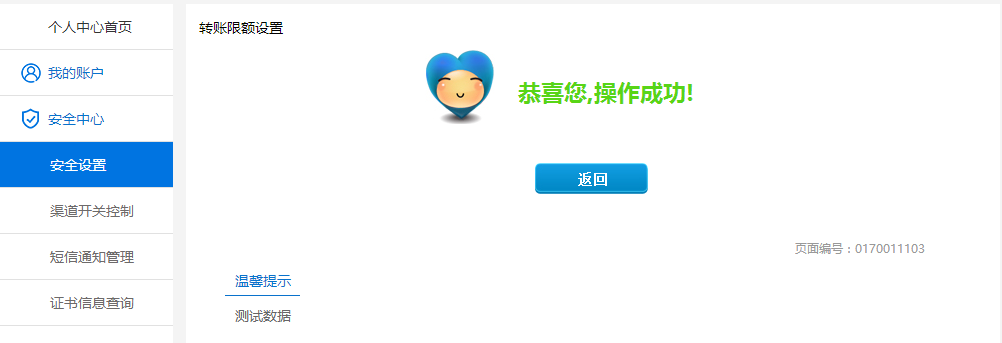 个人中心首页
我的账户
安全中心
安全设置
渠道开关控制
短信通知管理
证书信息查询
转账限额设置
恭喜您,操作成功!
返回
页面编号：0170011103
温馨提示
测试数据